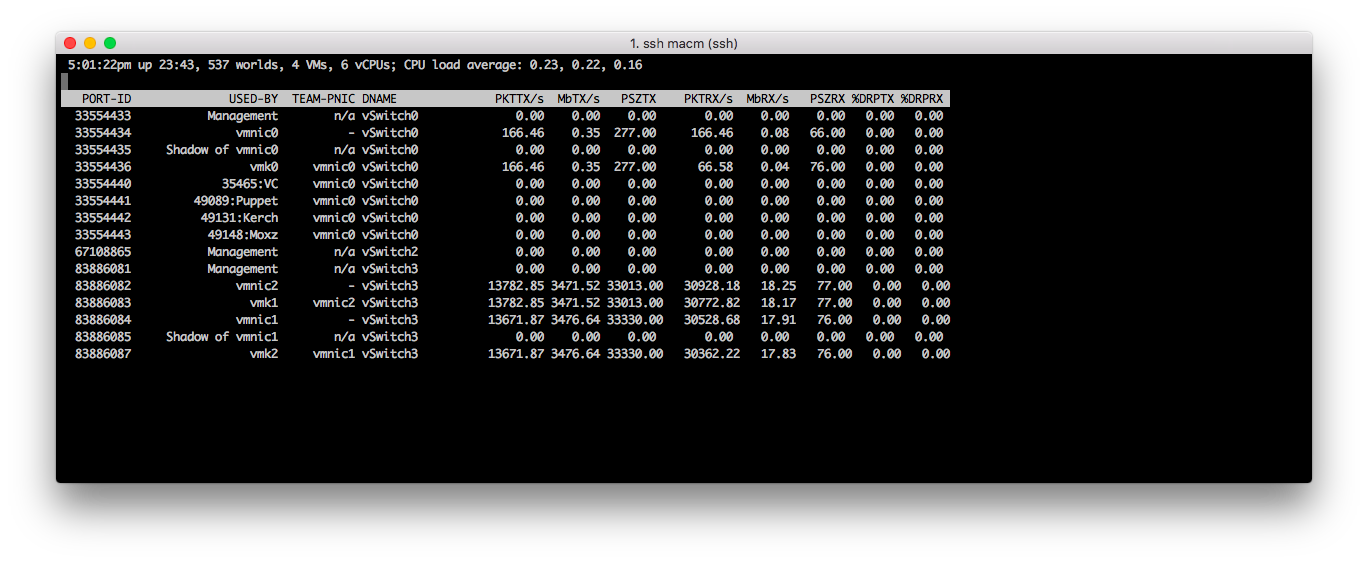 1. ssh macm (ssh)
5:01:22pm up 23:43, 537 worlds, 4 VMs, 6 vCPUs; CPU load average: 0.23, 0.22, 0.16
PORT-ID USED-BY TEAM-PNIC DNAME PKTTX/s MbTX/s PSZTX PKTRX/s MbRX/s PSZRX %DRPTX %DRPRX
33554433 Management n/a vSwitch0 0.00 0.00 0.00 0.00 0.00 0.00 0.00 0.00
33554434 vmnic0 - vSwitch0 166.46 0.35 277.00 166.46 0.08 66.00 0.00 0.00
33554435 Shadow of vmnic0 n/a vSwitch0 0.00 0.00 0.00 0.00 0.00 0.00 0.00 0.00
33554436 vmk0 vmnic0 vSwitch0 166.46 0.35 277.00 66.58 0.04 76.00 0.00 0.00
33554440 35465:VC vmnic0 vSwitch0 0.00 0.00 0.00 0.00 0.00 0.00 0.00 0.00
33554441 49089:Puppet vmnic0 vSwitch0 0.00 0.00 0.00 0.00 0.00 0.00 0.00 0.00
33554442 49131:Kerch vmnic0 vSwitch0 0.00 0.00 0.00 0.00 0.00 0.00 0.00 0.00
33554443 49148:Moxz vmnic0 vSwitch0 0.00 0.00 0.00 0.00 0.00 0.00 0.00 0.00
67108865 Management n/a vSwitch2 0.00 0.00 0.00 0.00 0.00 0.00 0.00 0.00
83886081 Management n/a vSwitch3 0.00 0.00 0.00 0.00 0.00 0.00 0.00 0.00
83886082 vmnic2 - vSwitch3 13782.85 3471.52 33013.00 30928.18 18.25 77.00 0.00 0.00
83886083 vmk1 vmnic2 vSwitch3 13782.85 3471.52 33013.00 30772.82 18.17 77.00 0.00 0.00
83886084 vmnic1 - vSwitch3 13671.87 3476.64 33330.00 30528.68 17.91 76.00 0.00 0.00
83886085 Shadow of vmnic1 n/a vSwitch3 0.00 0.00 0.00 0.00 0.00 0.00 0.00 0.00
83886087 vmk2 vmnic1 vSwitch3 13671.87 3476.64 33330.00 30362.22 17.83 76.00 0.00 0.00